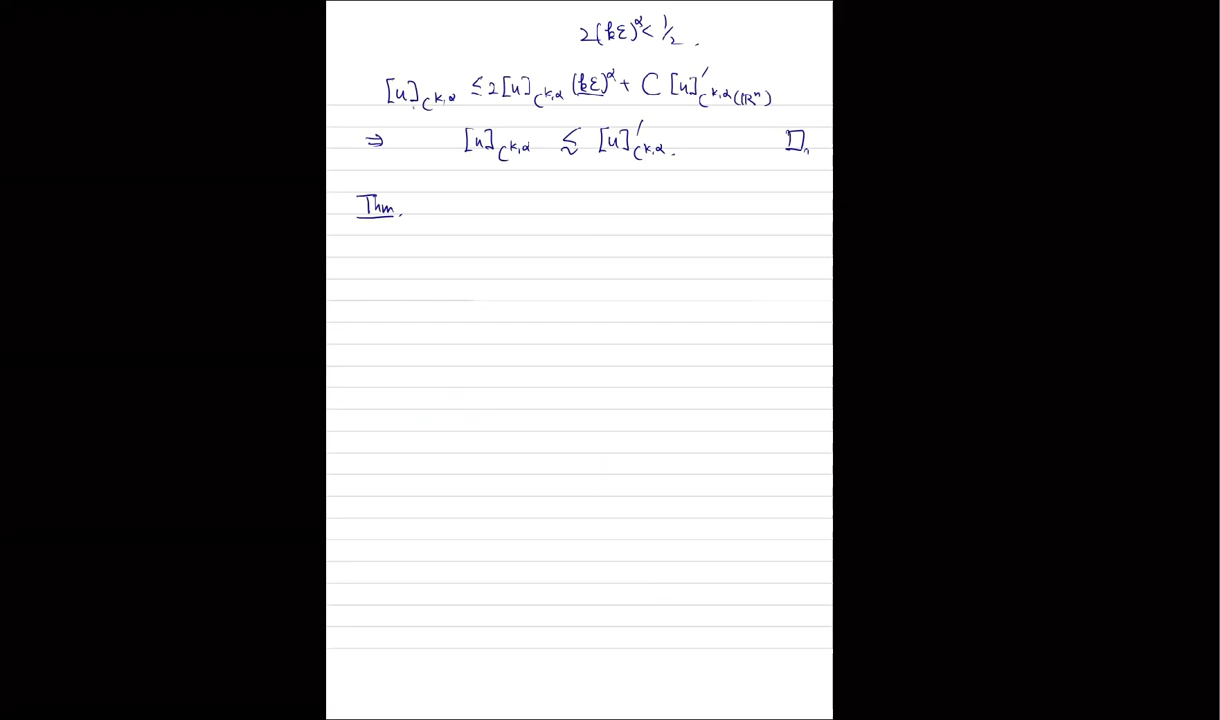 2(kε)^α < 1/2 .
[u]_{C^{k,α}} ≤ 2[u]_{C^{k,α}} (kε)^α + C [u]'_{C^{k,α}(ℝ^n)}
⇒ [u]_{C^{k,α}} ≲ [u]'_{C^{k,α}} . □.
Thm.